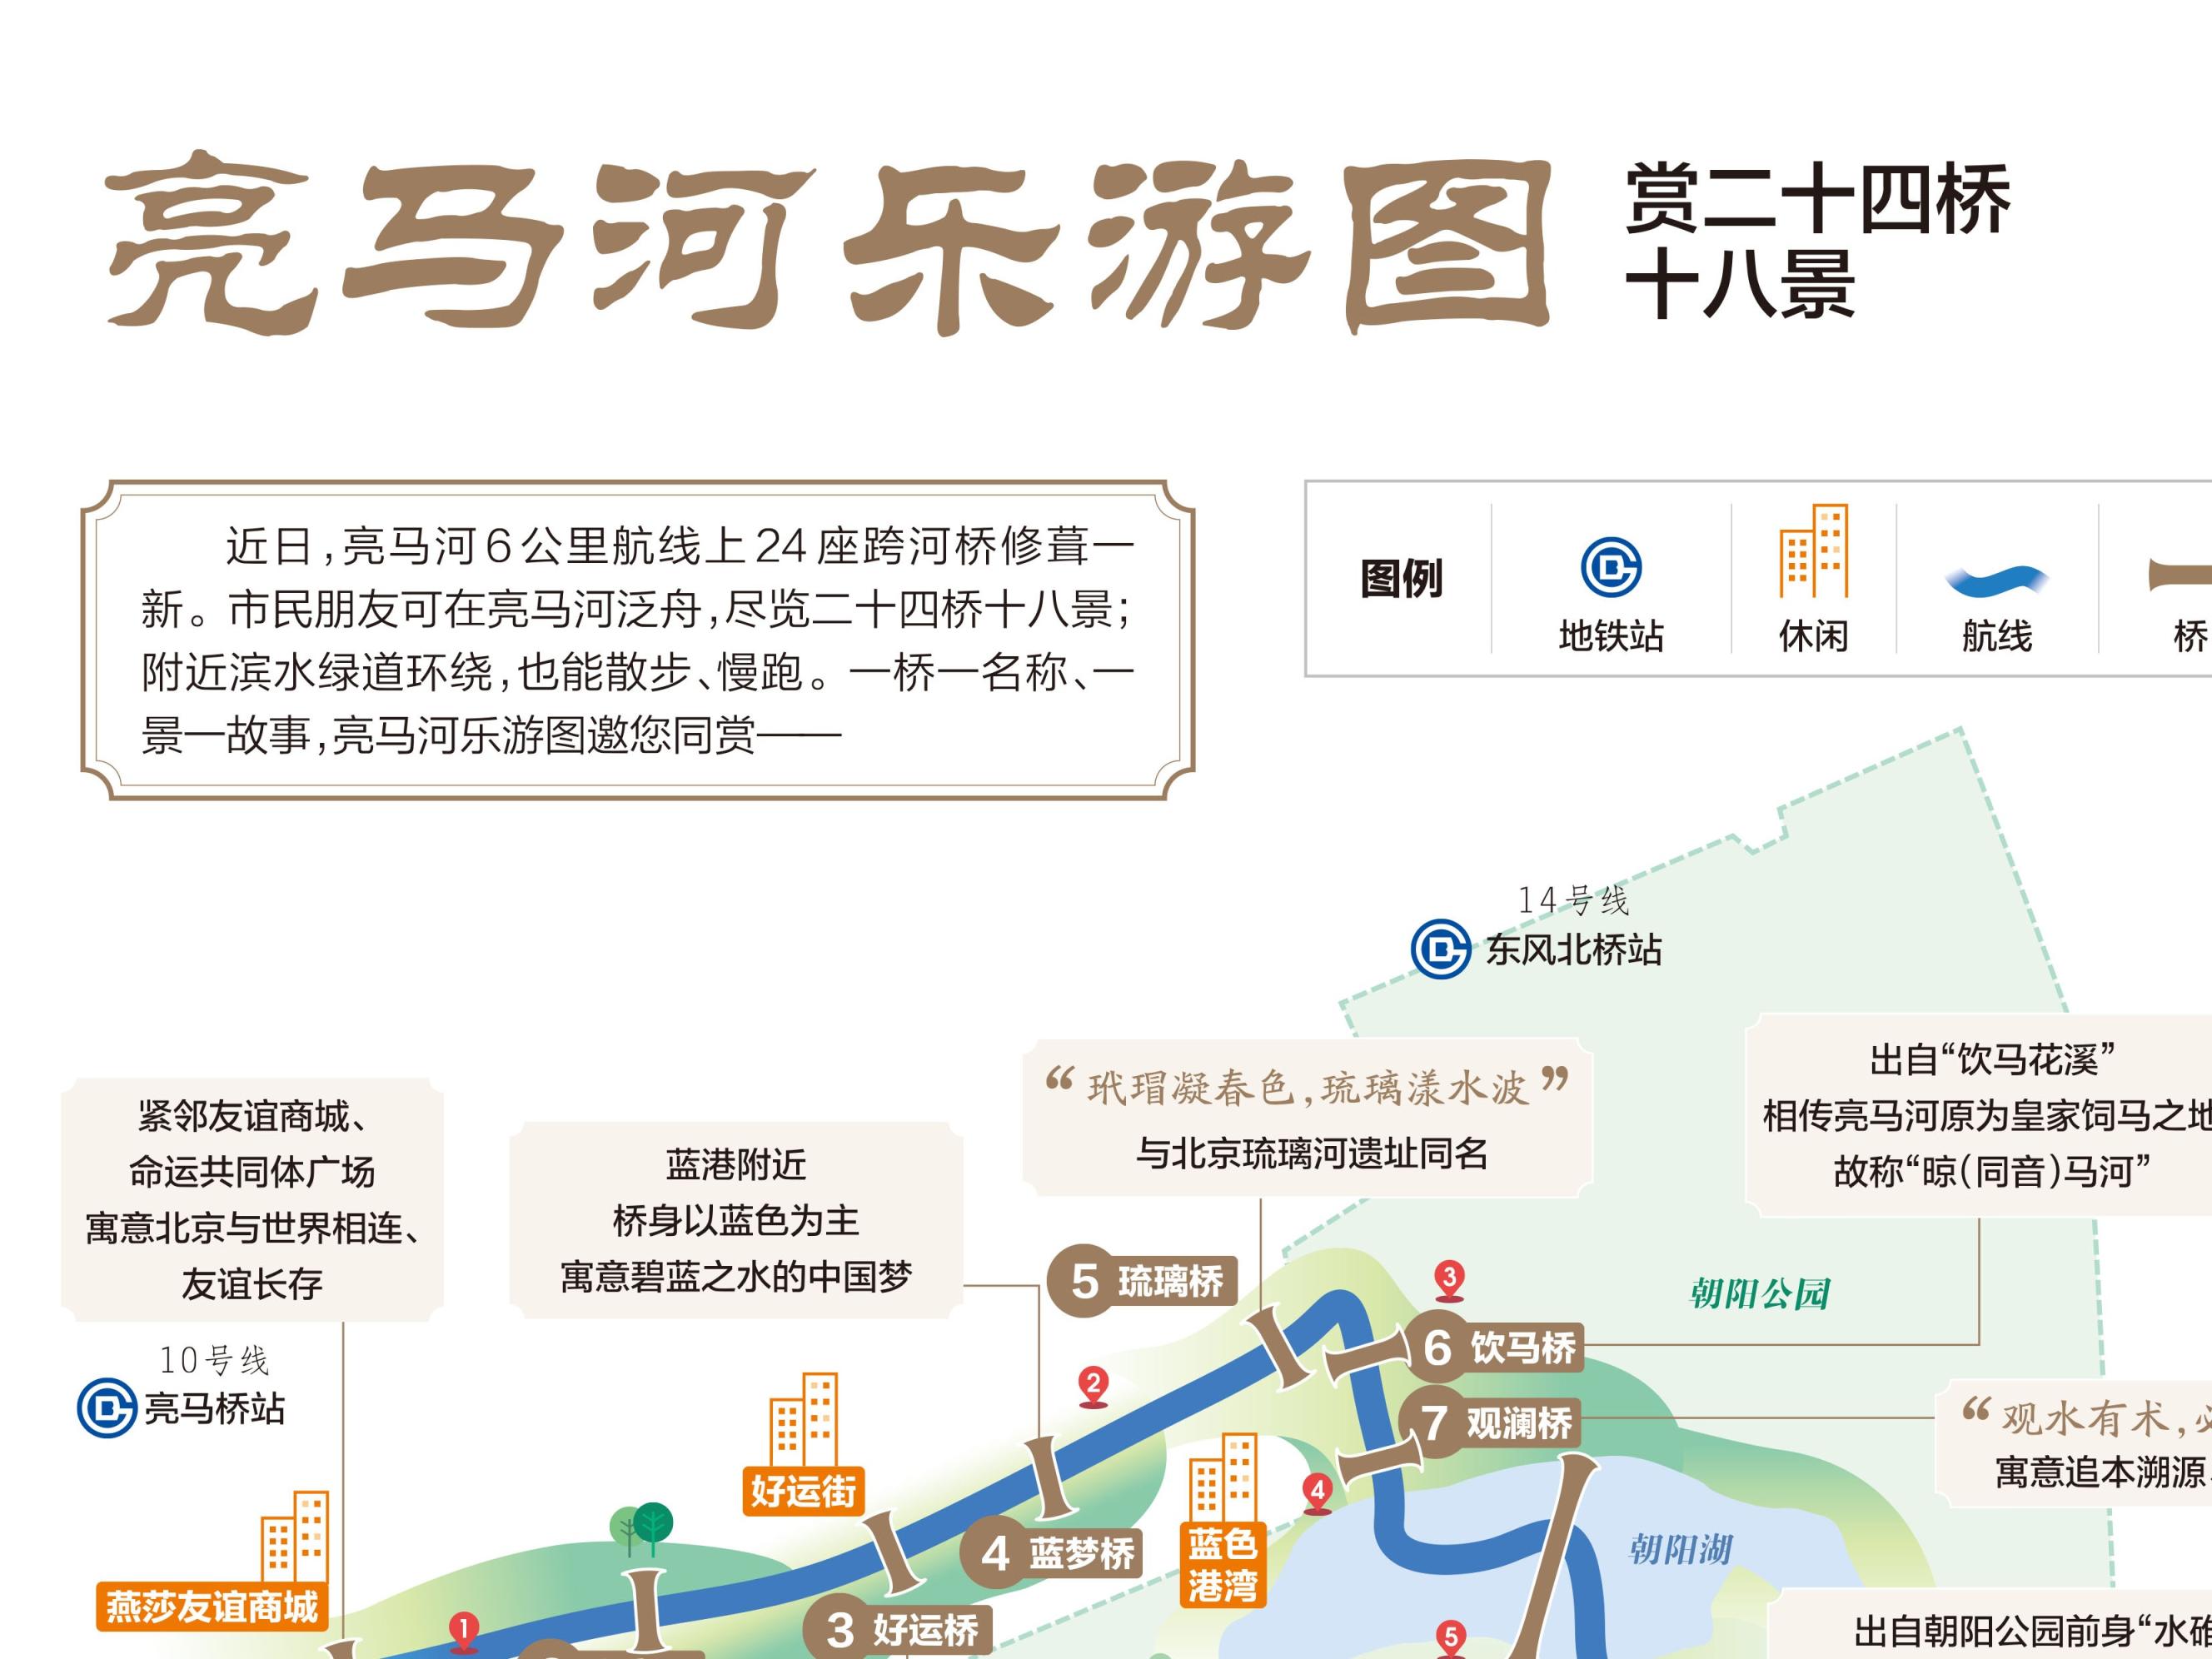 亮马河乐游图
赏二十四桥
十八景
近日,亮马河6公里航线上24座跨河桥修葺一
新。市民朋友可在亮马河泛舟,尽览二十四桥十八景;
附近滨水绿道环绕,也能散步、慢跑。一桥一名称、一
景一故事,亮马河乐游图邀您同赏——
图例
地铁站
休闲
航线
桥
14号线
东风北桥站
出自“饮马花溪”
相传亮马河原为皇家饲马之地
故称“晾(同音)马河”
“玳瑁凝春色,琉璃漾水波”
与北京琉璃河遗址同名
紧邻友谊商城、
命运共同体广场
寓意北京与世界相连、
友谊长存
蓝港附近
桥身以蓝色为主
寓意碧蓝之水的中国梦
5 琉璃桥
3
朝阳公园
6 饮马桥
10号线
亮马桥站
2
7 观澜桥
“观水有术,
寓意追本溯源
好运街
4
蓝色
港湾
4 蓝梦桥
朝阳湖
燕莎友谊商城
1
3 好运桥
5
出自朝阳公园前身“水碓